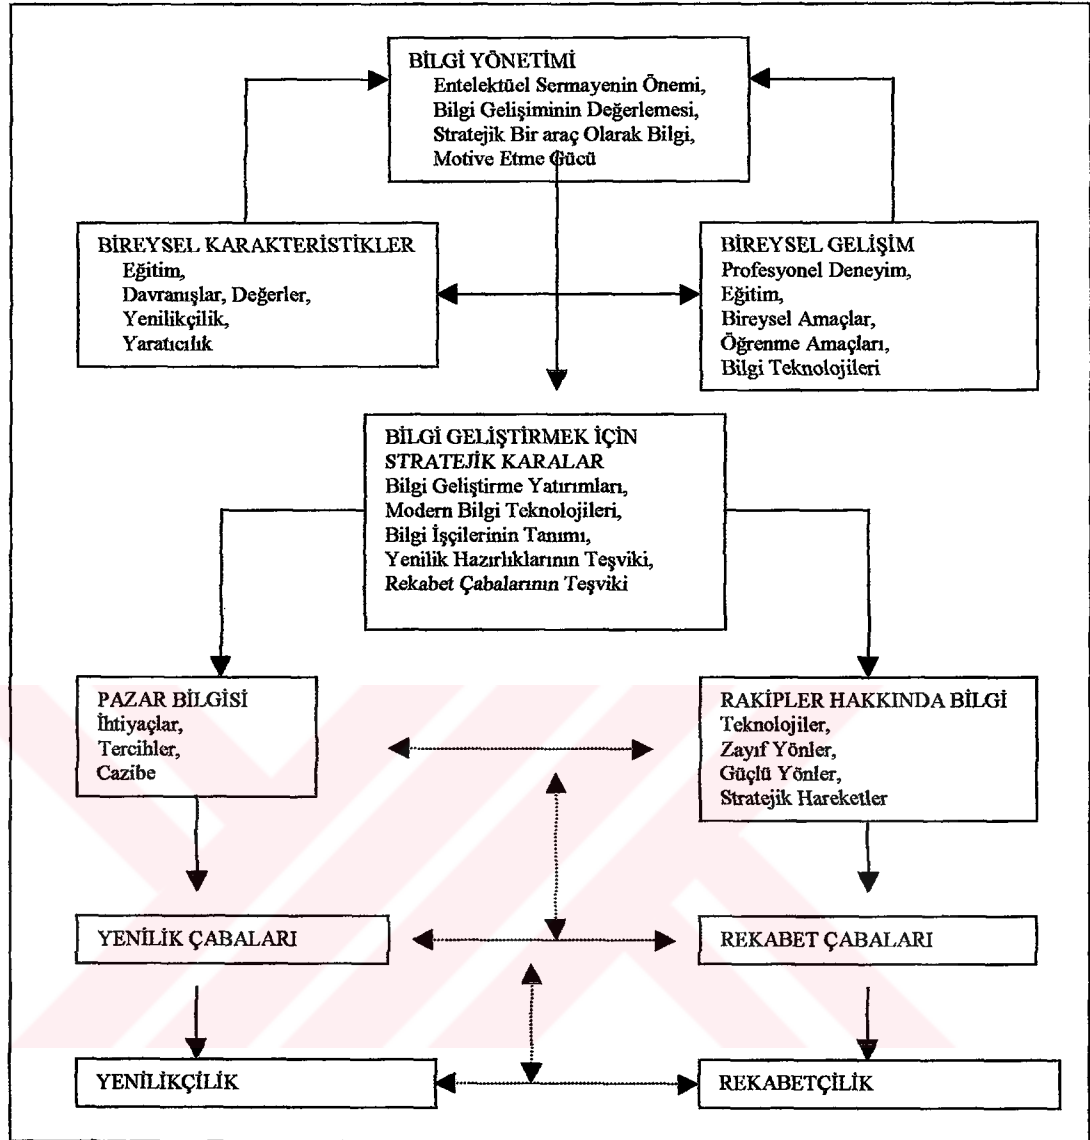 BİLGİ YÖNETİMİ
Entelektüel Sermayenin Önemi,
Bilgi Gelişiminin Değerlemesi,
Stratejik Bir araç Olarak Bilgi,
Motive Etme Gücü
BİREYSEL KARAKTERİSTİKLER
Eğitim,
Davranışlar, Değerler,
Yenilikçilik,
Yaratıcılık
BİREYSEL GELİŞİM
Profesyonel Deneyim,
Eğitim,
Bireysel Amaçlar,
Öğrenme Amaçları,
Bilgi Teknolojileri
BİLGİ GELİŞTİRMEK İÇİN
STRATEJİK KARALAR
Bilgi Geliştirme Yatırımları,
Modern Bilgi Teknolojileri,
Bilgi İşçilerinin Tanımı,
Yenilik Hazırlıklarının Teşviki,
Rekabet Çabalarının Teşviki
PAZAR BİLGİSİ
İhtiyaçlar,
Tercihler,
Cazibe
RAKİPLER HAKKINDA BİLGİ
Teknolojiler,
Zayıf Yönler,
Güçlü Yönler,
Stratejik Hareketler
YENİLİK ÇABALARI
REKABET ÇABALARI
YENİLİKÇİLİK
REKABETÇİLİK